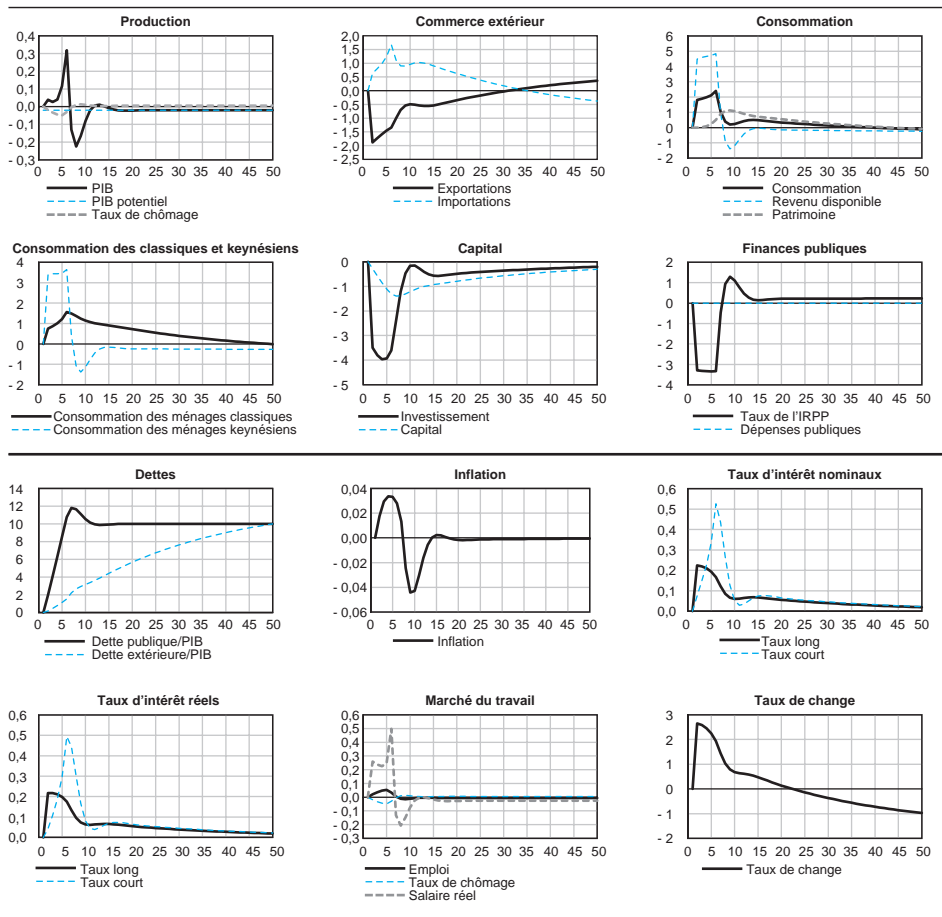 Production
0,4
0,3
0,2
0,1
0,0
- 0,1
- 0,2
- 0,3
0 5 10 15 20 25 30 35 40 45 50
PIB
PIB potentiel
Taux de chômage
Commerce extérieur
2,0
1,5
1,0
0,5
0,0
- 0,5
- 1,0
- 1,5
- 2,0
- 2,5
0 5 10 15 20 25 30 35 40 45 50
Exportations
Importations
Consommation
6
5
4
3
2
1
0
- 1
- 2
0 5 10 15 20 25 30 35 40 45 50
Consommation
Revenu disponible
Patrimoine
Consommation des classiques et keynésiens
4
3
2
1
0
- 1
- 2
0 5 10 15 20 25 30 35 40 45 50
Consommation des ménages classiques
Consommation des ménages keynésiens
Capital
0
- 1
- 2
- 3
- 4
- 5
0 5 10 15 20 25 30 35 40 45 50
Investissement
Capital
Finances publiques
2
1
0
- 1
- 2
- 3
- 4
0 5 10 15 20 25 30 35 40 45 50
Taux de l'IRPP
Dépenses publiques
Dettes
14
12
10
8
6
4
2
0
0 5 10 15 20 25 30 35 40 45 50
Dette publique/PIB
Dette extérieure/PIB
Inflation
0,04
0,02
0,00
- 0,02
- 0,04
- 0,06
0 5 10 15 20 25 30 35 40 45 50
Inflation
Taux d'intérêt nominaux
0,6
0,5
0,4
0,3
0,2
0,1
0,0
0 5 10 15 20 25 30 35 40 45 50
Taux long
Taux court
Taux d'intérêt réels
0,6
0,5
0,4
0,3
0,2
0,1
0,0
0 5 10 15 20 25 30 35 40 45 50
Taux long
Taux court
Marché du travail
0,6
0,5
0,4
0,3
0,2
0,1
0,0
- 0,1
- 0,2
- 0,3
0 5 10 15 20 25 30 35 40 45 50
Emploi
Taux de chômage
Salaire réel
Taux de change
3
2
1
0
- 1
- 2
0 5 10 15 20 25 30 35 40 45 50
Taux de change